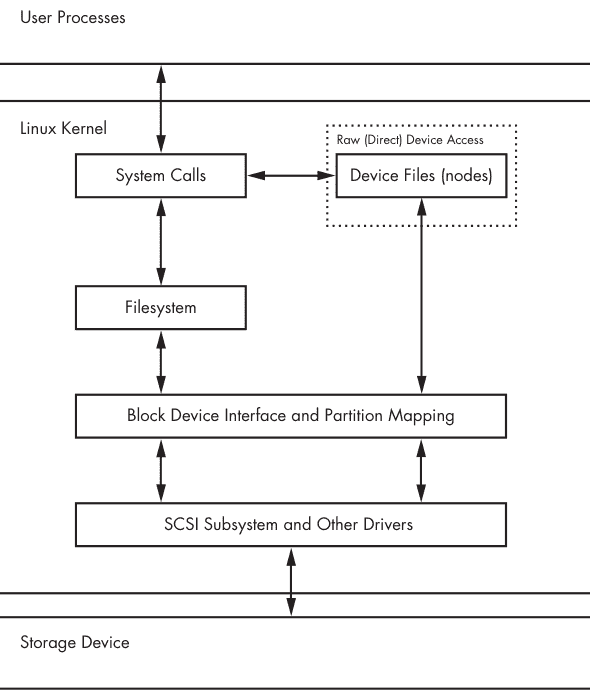 User Processes
Linux Kernel
Raw (Direct) Device Access
System Calls
Device Files (nodes)
Filesystem
Block Device Interface and Partition Mapping
SCSI Subsystem and Other Drivers
Storage Device